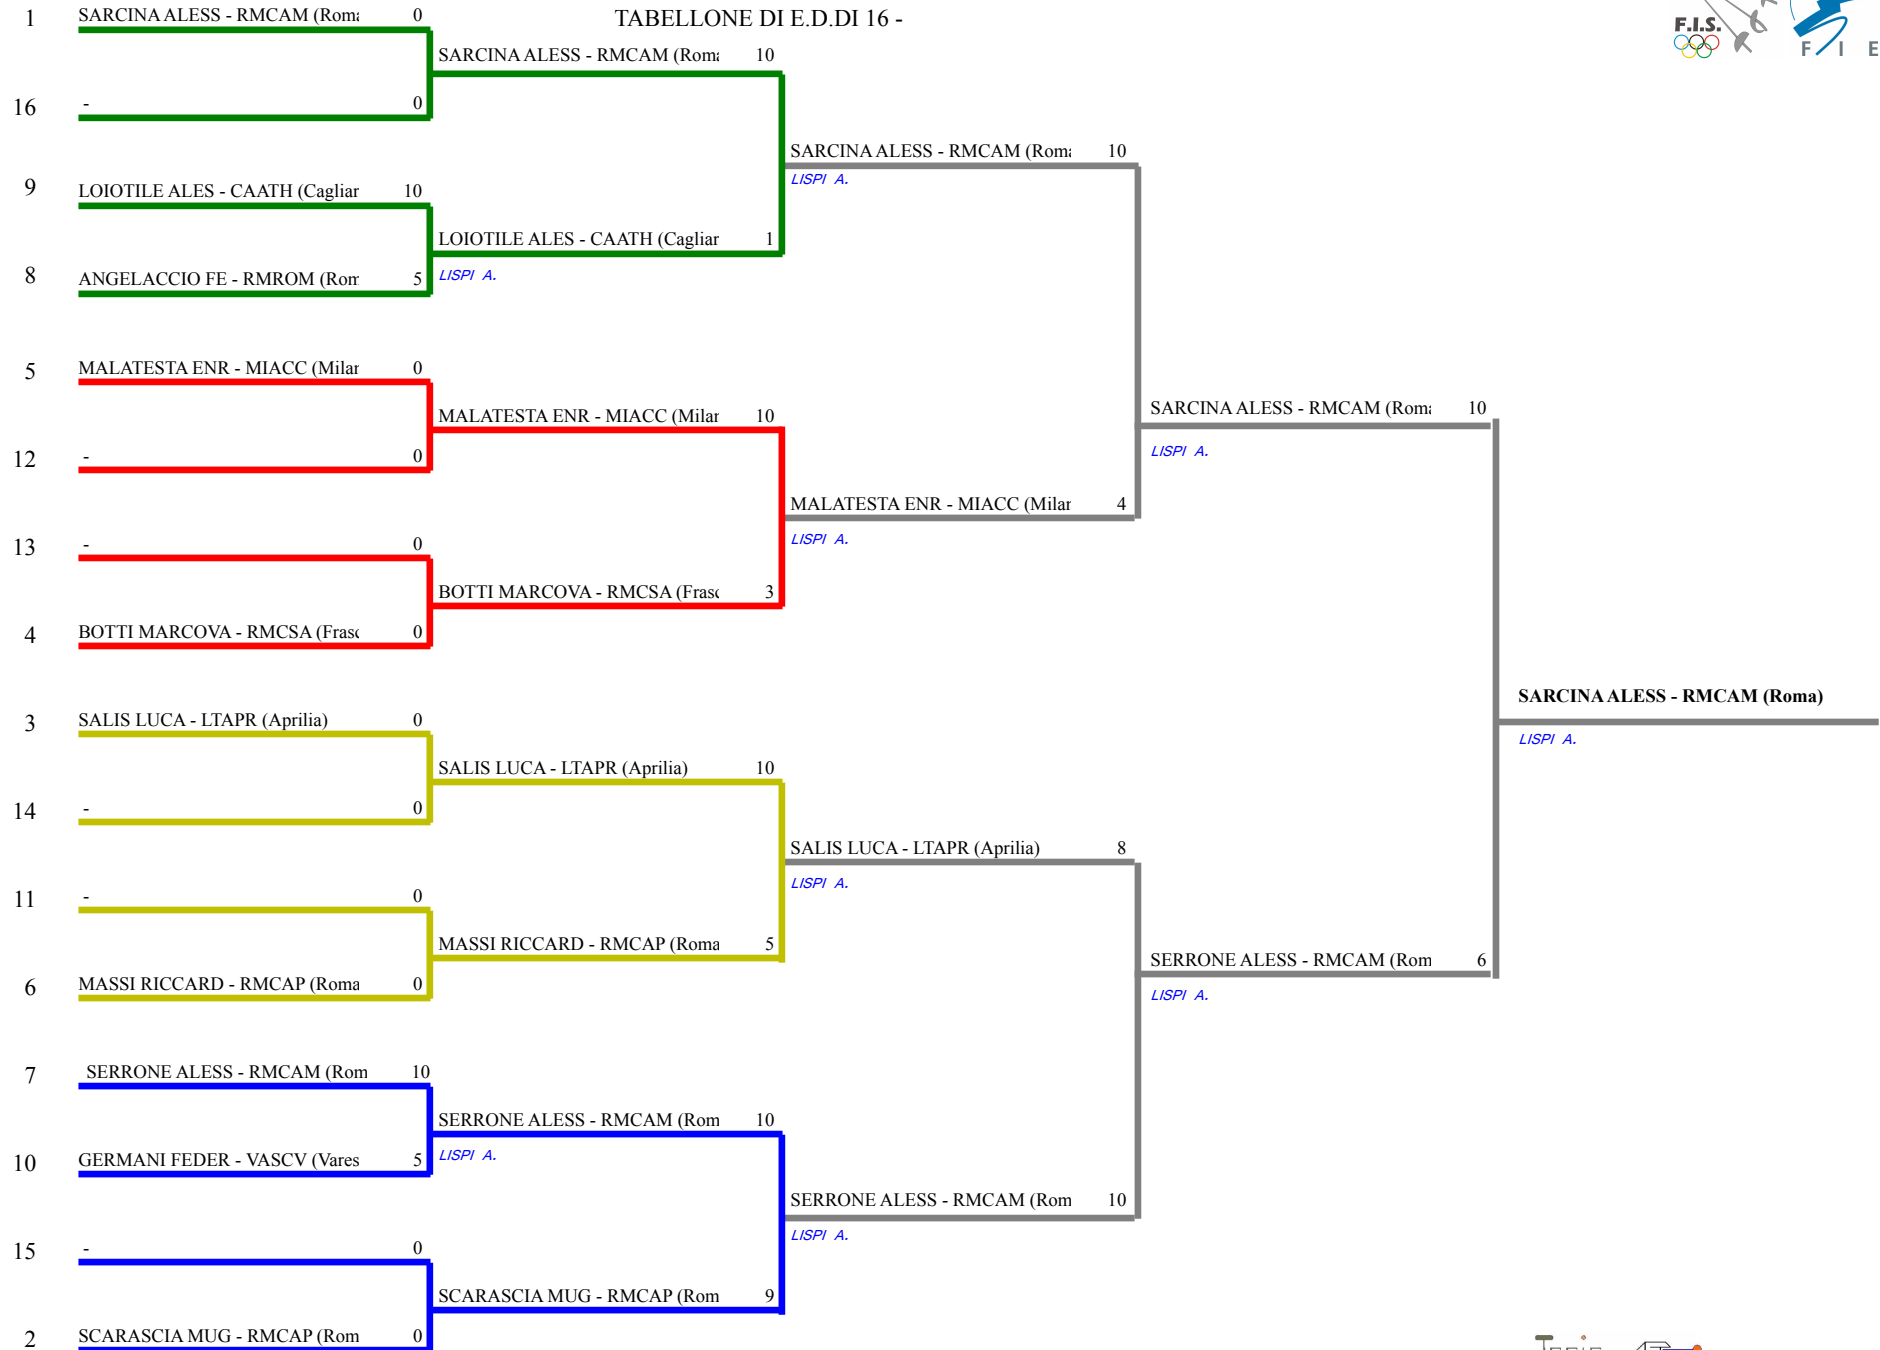 TABELLONE DI E.D.DI 16 -
F.I.S.
F I E
1 SARCINA ALESS - RMCAM (Roma 0
SARCINA ALESS - RMCAM (Roma 10
16 - 0
SARCINA ALESS - RMCAM (Roma 10
LISPI A.
9 LOIOTILE ALES - CAATH (Cagliar 10
LOIOTILE ALES - CAATH (Cagliar 1
LISPI A.
8 ANGELACCIO FE - RMROM (Rom 5
5 MALATESTA ENR - MIACC (Milar 0
MALATESTA ENR - MIACC (Milar 10
SARCINA ALESS - RMCAM (Roma 10
LISPI A.
12 - 0
MALATESTA ENR - MIACC (Milar 4
LISPI A.
13 - 0
BOTTI MARCOVA - RMCSA (Frasc 3
4 BOTTI MARCOVA - RMCSA (Frasc 0
SARCINA ALESS - RMCAM (Roma)
LISPI A.
3 SALIS LUCA - LTAPR (Aprilia) 0
SALIS LUCA - LTAPR (Aprilia) 10
14 - 0
SALIS LUCA - LTAPR (Aprilia) 8
LISPI A.
11 - 0
MASSI RICCARD - RMCAP (Roma 5
SERRONE ALESS - RMCAM (Rom 6
LISPI A.
6 MASSI RICCARD - RMCAP (Roma 0
7 SERRONE ALESS - RMCAM (Rom 10
SERRONE ALESS - RMCAM (Rom 10
LISPI A.
10 GERMANI FEDER - VASCV (Vares 5
SERRONE ALESS - RMCAM (Rom 10
LISPI A.
15 - 0
SCARASCIA MUG - RMCAP (Rom 9
2 SCARASCIA MUG - RMCAP (Rom 0